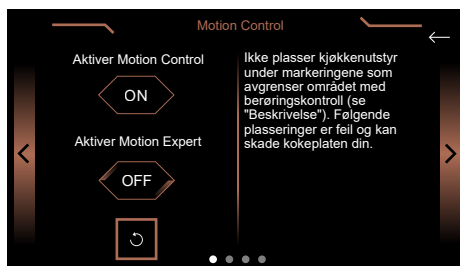 Motion Control
Aktiver Motion Control
ON
Aktiver Motion Expert
OFF
Ikke plasser kjøkkenutstyr
under markeringene som
avgrenser området med
berøringskontroll (se
"Beskrivelse"). Følgende
plasseringer er feil og kan
skade kokeplaten din.